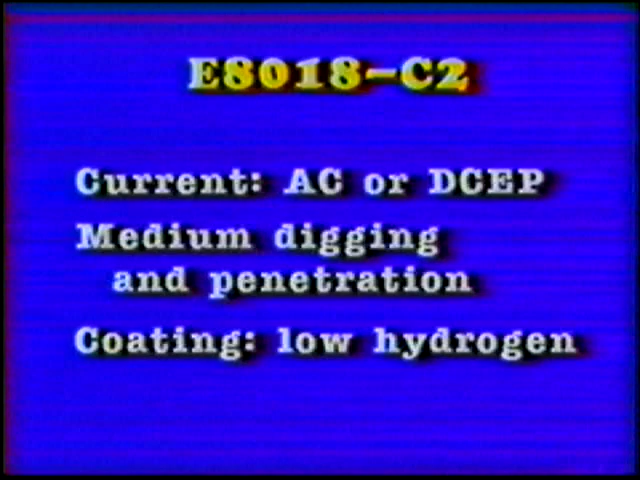 E8018-C2
Current: AC or DCEP
Medium digging
and penetration
Coating: low hydrogen